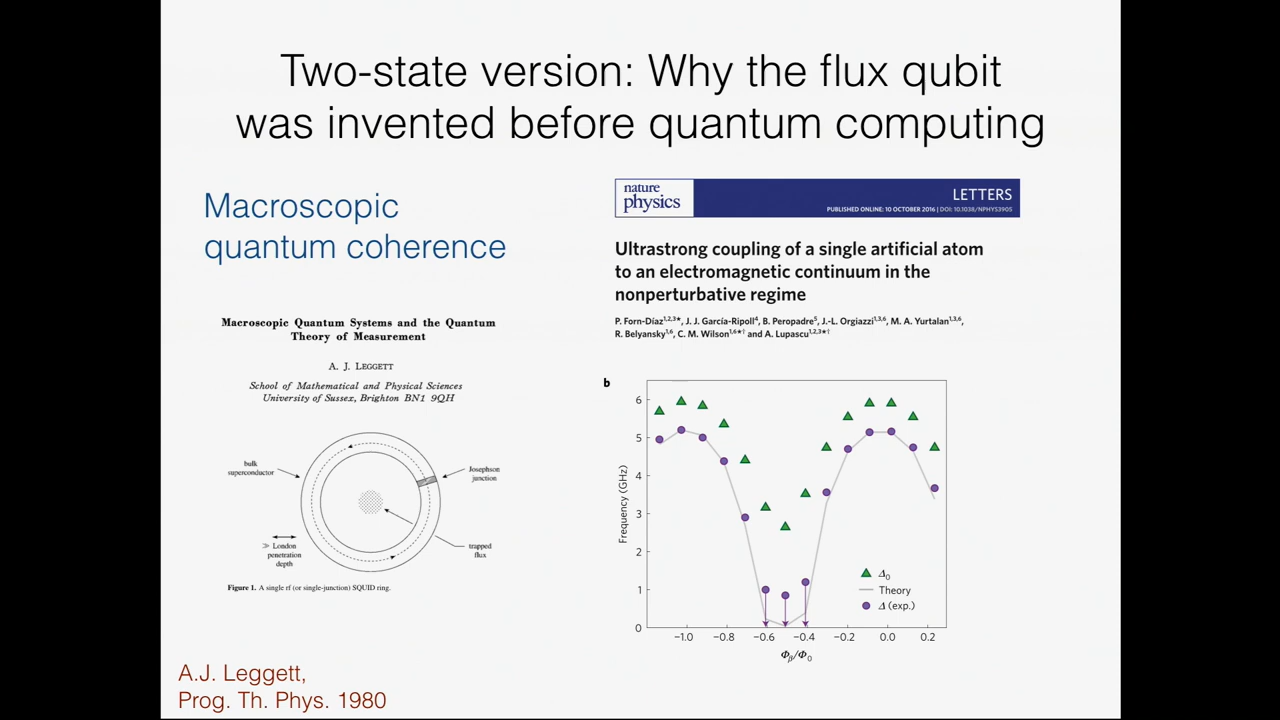 Two-state version: Why the flux qubit
was invented before quantum computing
Macroscopic
quantum coherence
Macroscopic Quantum Systems and the Quantum
Theory of Measurement
A. J. LEGGETT
School of Mathematical and Physical Sciences
University of Sussex, Brighton BN1 9QH
bulk
superconductor
Josephson
junction
≫ London
penetration
depth
trapped
flux
Figure 1. A single rf (or single-junction) SQUID ring.
A.J. Leggett,
Prog. Th. Phys. 1980
nature
physics
LETTERS
PUBLISHED ONLINE: 10 OCTOBER 2016 | DOI: 10.1038/NPHYS3905
Ultrastrong coupling of a single artificial atom
to an electromagnetic continuum in the
nonperturbative regime
P. Forn-Díaz1,2,3★, J. J. García-Ripoll4, B. Peropadre5, J.-L. Orgiazzi1,3,6, M. A. Yurtalan1,3,6,
R. Belyansky1,6, C. M. Wilson1,6★† and A. Lupascu1,2,3★†
b
6
5
4
3
2
1
0
Frequency (GHz)
Δ0
Theory
Δ (exp.)
−1.0 −0.8 −0.6 −0.4 −0.2 0.0 0.2
Φβ/Φ0